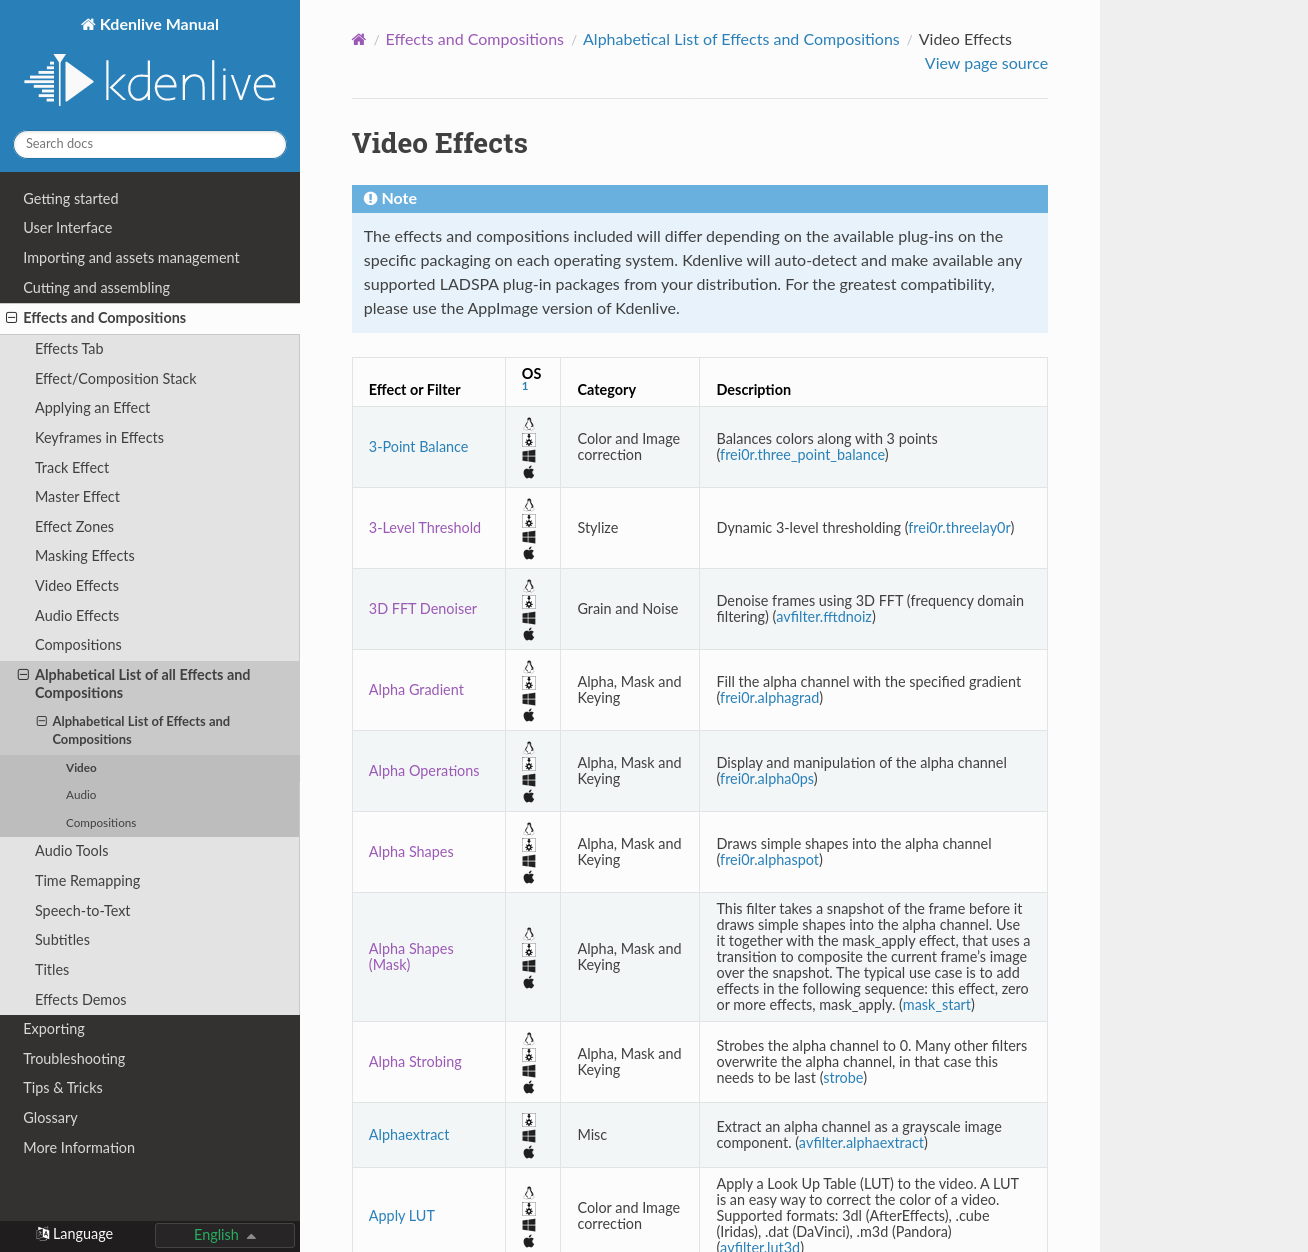 Kdenlive Manual
kdenlive
Search docs
Getting started
User Interface
Importing and assets management
Cutting and assembling
Effects and Compositions
Effects Tab
Effect/Composition Stack
Applying an Effect
Keyframes in Effects
Track Effect
Master Effect
Effect Zones
Masking Effects
Video Effects
Audio Effects
Compositions
Alphabetical List of all Effects and
Compositions
Alphabetical List of Effects and
Compositions
Video
Audio
Compositions
Audio Tools
Time Remapping
Speech-to-Text
Subtitles
Titles
Effects Demos
Exporting
Troubleshooting
Tips & Tricks
Glossary
More Information
Language English
/ Effects and Compositions / Alphabetical List of Effects and Compositions / Video Effects
View page source
Video Effects
Note
The effects and compositions included will differ depending on the available plug-ins on the
specific packaging on each operating system. Kdenlive will auto-detect and make available any
supported LADSPA plug-in packages from your distribution. For the greatest compatibility,
please use the AppImage version of Kdenlive.
Effect or Filter
OS
1
Category
Description
3-Point Balance
Color and Image
correction
Balances colors along with 3 points
(frei0r.three_point_balance)
3-Level Threshold
Stylize
Dynamic 3-level thresholding (frei0r.threelay0r)
3D FFT Denoiser
Grain and Noise
Denoise frames using 3D FFT (frequency domain
filtering) (avfilter.fftdnoiz)
Alpha Gradient
Alpha, Mask and
Keying
Fill the alpha channel with the specified gradient
(frei0r.alphagrad)
Alpha Operations
Alpha, Mask and
Keying
Display and manipulation of the alpha channel
(frei0r.alpha0ps)
Alpha Shapes
Alpha, Mask and
Keying
Draws simple shapes into the alpha channel
(frei0r.alphaspot)
Alpha Shapes
(Mask)
Alpha, Mask and
Keying
This filter takes a snapshot of the frame before it
draws simple shapes into the alpha channel. Use
it together with the mask_apply effect, that uses a
transition to composite the current frame's image
over the snapshot. The typical use case is to add
effects in the following sequence: this effect, zero
or more effects, mask_apply. (mask_start)
Alpha Strobing
Alpha, Mask and
Keying
Strobes the alpha channel to 0. Many other filters
overwrite the alpha channel, in that case this
needs to be last (strobe)
Alphaextract
Misc
Extract an alpha channel as a grayscale image
component. (avfilter.alphaextract)
Apply LUT
Color and Image
correction
Apply a Look Up Table (LUT) to the video. A LUT
is an easy way to correct the color of a video.
Supported formats: 3dl (AfterEffects), .cube
(Iridas), .dat (DaVinci), .m3d (Pandora)
(avfilter.lut3d)